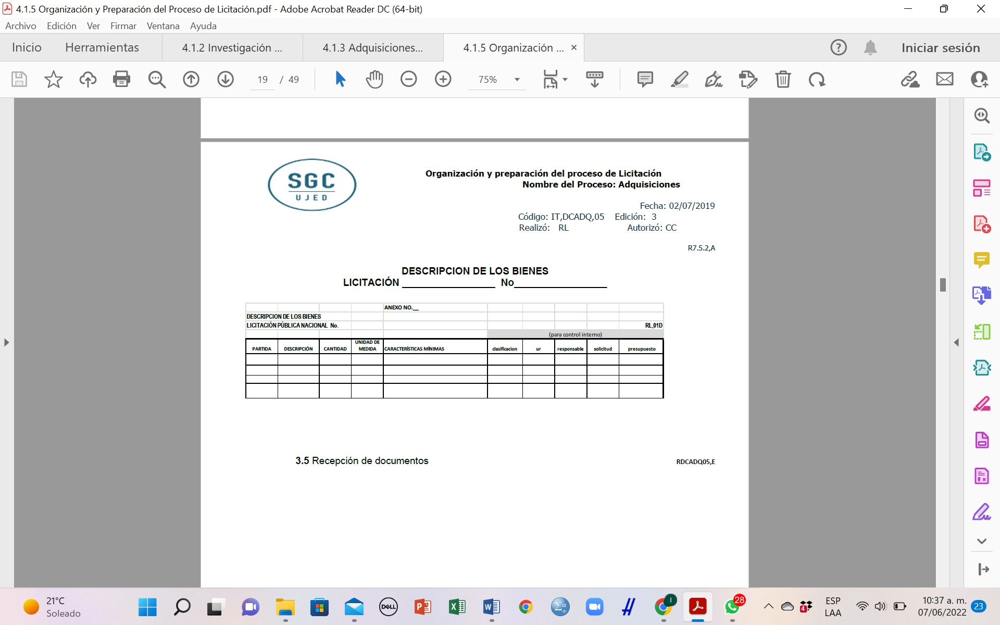 4.1.5 Organización y Preparación del Proceso de Licitación.pdf - Adobe Acrobat Reader DC (64-bit)
Archivo Edición Ver Firmar Ventana Ayuda
Inicio Herramientas 4.1.2 Investigación ... 4.1.3 Adquisiciones... 4.1.5 Organización ... × Iniciar sesión
19 / 49 75%
SGC
UJED
Organización y preparación del proceso de Licitación
Nombre del Proceso: Adquisiciones
Fecha: 02/07/2019
Código: IT,DCADQ,05 Edición: 3
Realizó: RL Autorizó: CC
R7.5.2,A
DESCRIPCION DE LOS BIENES
LICITACIÓN _________________ No_________________
ANEXO NO.__
DESCRIPCION DE LOS BIENES
LICITACIÓN PÚBLICA NACIONAL No. RL,01D
(para control interno)
PARTIDA DESCRIPCIÓN CANTIDAD UNIDAD DE MEDIDA CARACTERÍSTICAS MÍNIMAS clasificacion ur responsable solicitud presupuesto
3.5 Recepción de documentos RDCADQ05,E
21°C
Soleado
DELL
28
4
ESP
LAA
10:37 a. m.
07/06/2022
23